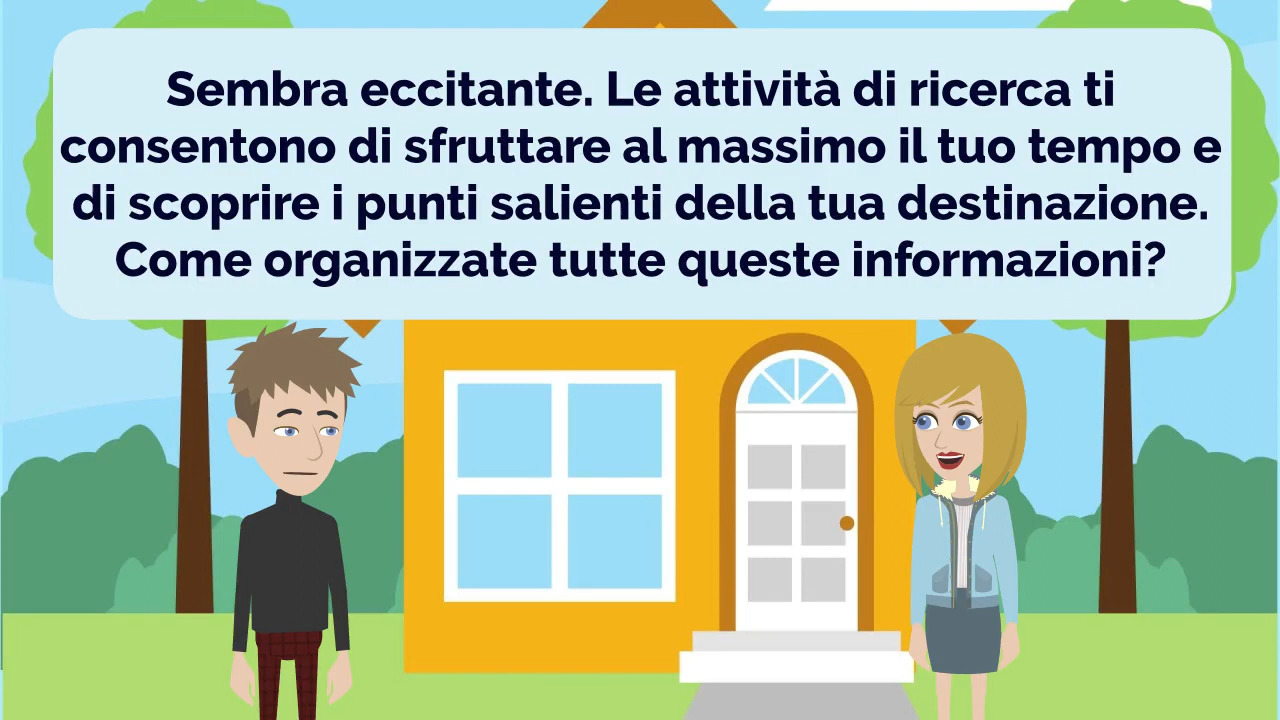 Sembra eccitante. Le attività di ricerca ti
consentono di sfruttare al massimo il tuo tempo e
di scoprire i punti salienti della tua destinazione.
Come organizzate tutte queste informazioni?